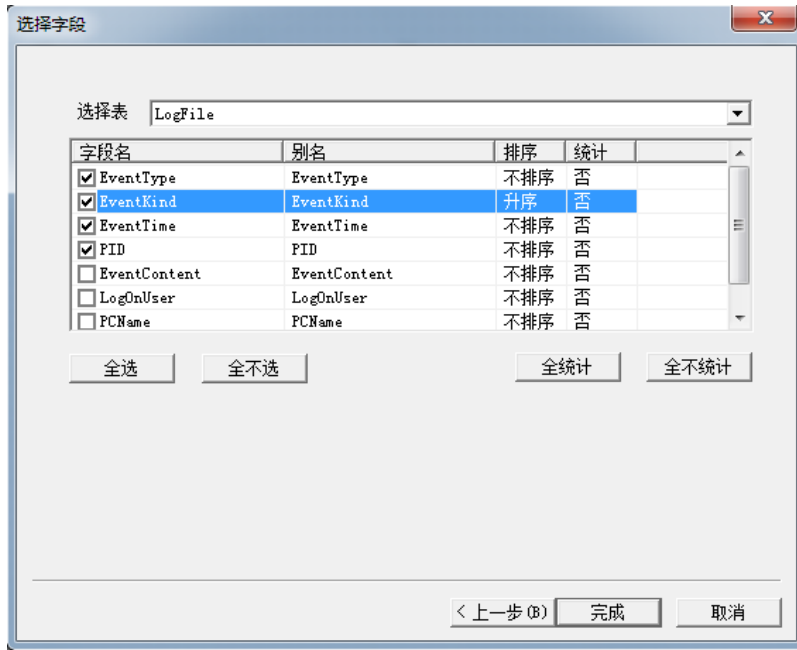 选择字段
选择表 LogFile
字段名 别名 排序 统计
EventType EventType 不排序 否
EventKind EventKind 升序 否
EventTime EventTime 不排序 否
PID PID 不排序 否
EventContent EventContent 不排序 否
LogOnUser LogOnUser 不排序 否
PCName PCName 不排序 否
全选 全不选 全统计 全不统计
< 上一步(B) 完成 取消